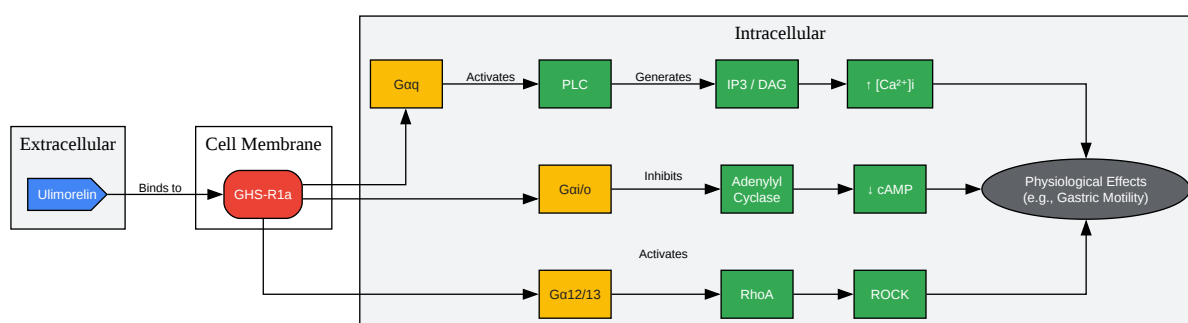 Intracellular
Gαq
Activates
PLC
Generates
IP3 / DAG
↑ [Ca²⁺]i
Extracellular
Ulimorelin
Binds to
Cell Membrane
GHS-R1a
Gαi/o
Inhibits
Adenylyl
Cyclase
↓ cAMP
Physiological Effects
(e.g., Gastric Motility)
Gα12/13
Activates
RhoA
ROCK